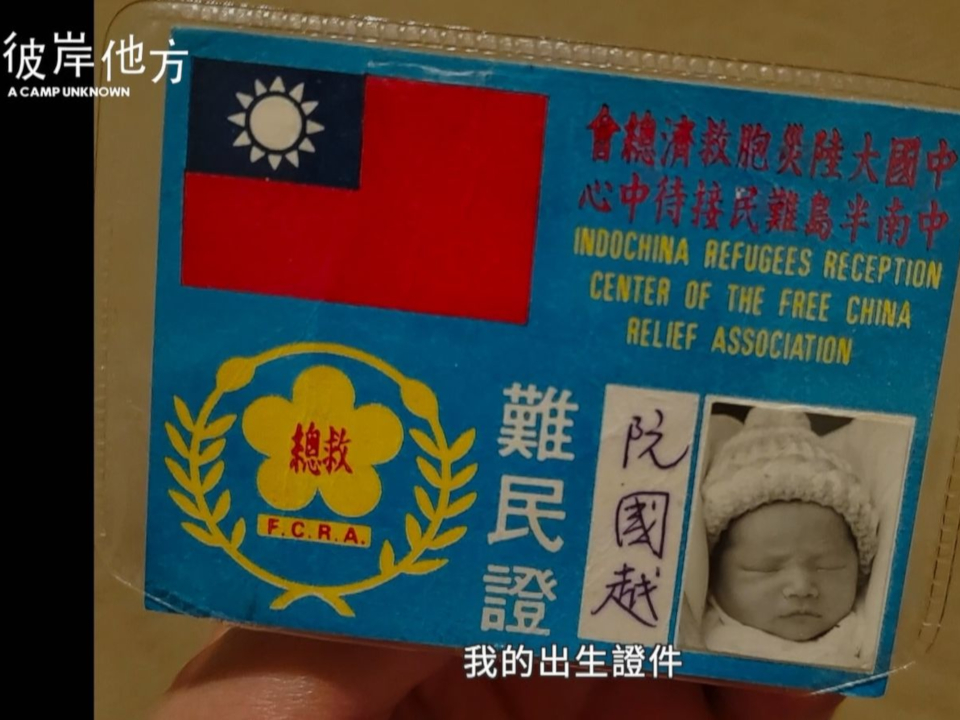 彼岸他方
A CAMP UNKNOWN
中國大陸災胞救濟總會
中南半島難民接待中心
INDOCHINA REFUGEES RECEPTION
CENTER OF THE FREE CHINA
RELIEF ASSOCIATION
救總
F.C.R.A.
難民證
阮國越
我的出生證件